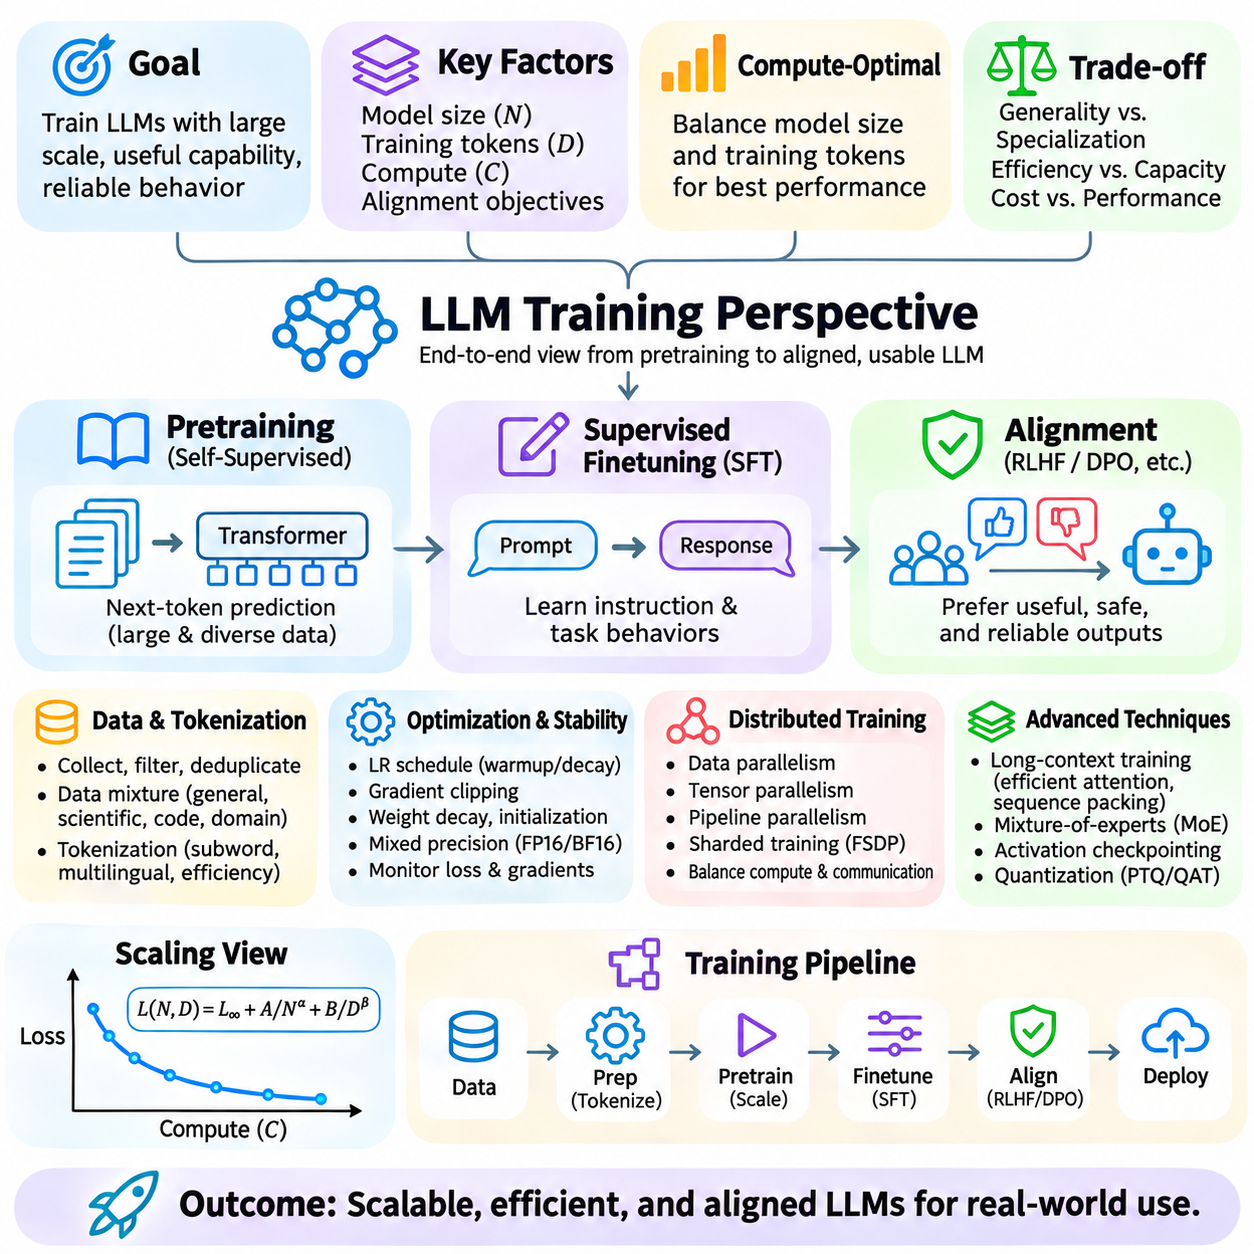 Goal
Train LLMs with large
scale, useful capability,
reliable behavior
Key Factors
Model size (N)
Training tokens (D)
Compute (C)
Alignment objectives
Compute-Optimal
Balance model size
and training tokens
for best performance
Trade-off
Generality vs.
Specialization
Efficiency vs. Capacity
Cost vs. Performance
LLM Training Perspective
End-to-end view from pretraining to aligned, usable LLM
Pretraining
(Self-Supervised)
Transformer
Next-token prediction
(large & diverse data)
Supervised
Finetuning (SFT)
Prompt
Response
Learn instruction &
task behaviors
Alignment
(RLHF / DPO, etc.)
Prefer useful, safe,
and reliable outputs
Data & Tokenization
• Collect, filter, deduplicate
• Data mixture (general,
scientific, code, domain)
• Tokenization (subword,
multilingual, efficiency)
Optimization & Stability
• LR schedule (warmup/decay)
• Gradient clipping
• Weight decay, initialization
• Mixed precision (FP16/BF16)
• Monitor loss & gradients
Distributed Training
• Data parallelism
• Tensor parallelism
• Pipeline parallelism
• Sharded training (FSDP)
• Balance compute & communication
Advanced Techniques
• Long-context training
(efficient attention,
sequence packing)
• Mixture-of-experts (MoE)
• Activation checkpointing
• Quantization (PTQ/QAT)
Scaling View
L(N, D) = L∞ + A/N^α + B/D^β
Loss
Compute (C)
Training Pipeline
Data
Prep
(Tokenize)
Pretrain
(Scale)
Finetune
(SFT)
Align
(RLHF/DPO)
Deploy
Outcome: Scalable, efficient, and aligned LLMs for real-world use.